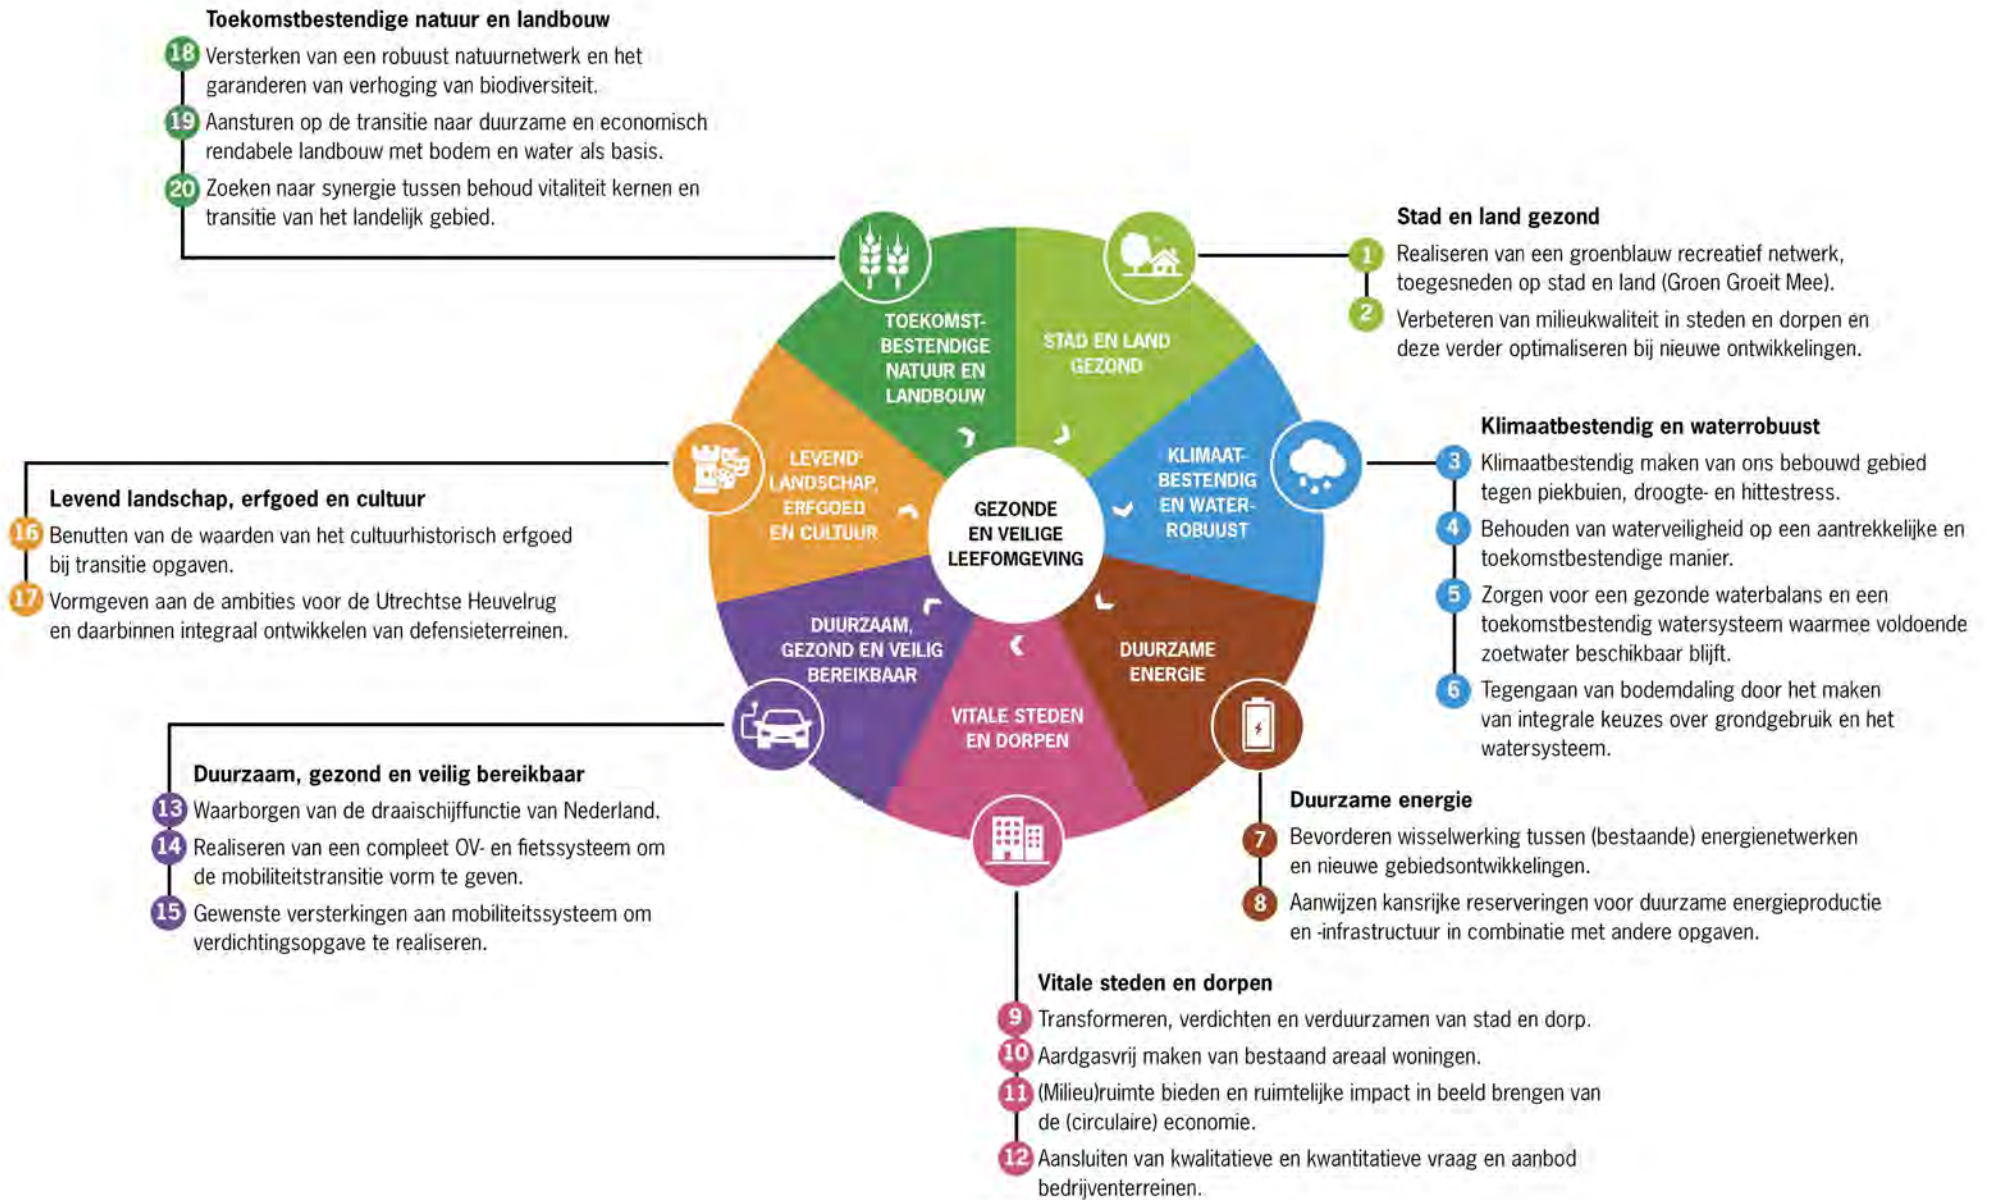 Toekomstbestendige natuur en landbouw
18 Versterken van een robuust natuurnetwerk en het
garanderen van verhoging van biodiversiteit.
19 Aansturen op de transitie naar duurzame en economisch
rendabele landbouw met bodem en water als basis.
20 Zoeken naar synergie tussen behoud vitaliteit kernen en
transitie van het landelijk gebied.
Stad en land gezond
1 Realiseren van een groenblauw recreatief netwerk,
toegesneden op stad en land (Groen Groeit Mee).
2 Verbeteren van milieukwaliteit in steden en dorpen en
deze verder optimaliseren bij nieuwe ontwikkelingen.
Klimaatbestendig en waterrobuust
3 Klimaatbestendig maken van ons bebouwd gebied
tegen piekbuien, droogte- en hittestress.
4 Behouden van waterveiligheid op een aantrekkelijke en
toekomstbestendige manier.
5 Zorgen voor een gezonde waterbalans en een
toekomstbestendig watersysteem waarmee voldoende
zoetwater beschikbaar blijft.
6 Tegengaan van bodemdaling door het maken
van integrale keuzes over grondgebruik en het
watersysteem.
Duurzame energie
7 Bevorderen wisselwerking tussen (bestaande) energienetwerken
en nieuwe gebiedsontwikkelingen.
8 Aanwijzen kansrijke reserveringen voor duurzame energieproductie
en -infrastructuur in combinatie met andere opgaven.
Vitale steden en dorpen
9 Transformeren, verdichten en verduurzamen van stad en dorp.
10 Aardgasvrij maken van bestaand areaal woningen.
11 (Milieu)ruimte bieden en ruimtelijke impact in beeld brengen van
de (circulaire) economie.
12 Aansluiten van kwalitatieve en kwantitatieve vraag en aanbod
bedrijventerreinen.
Duurzaam, gezond en veilig bereikbaar
13 Waarborgen van de draaischijffunctie van Nederland.
14 Realiseren van een compleet OV- en fietssysteem om
de mobiliteitstransitie vorm te geven.
15 Gewenste versterkingen aan mobiliteitssysteem om
verdichtingsopgave te realiseren.
Levend landschap, erfgoed en cultuur
16 Benutten van de waarden van het cultuurhistorisch erfgoed
bij transitie opgaven.
17 Vormgeven aan de ambities voor de Utrechtse Heuvelrug
en daarbinnen integraal ontwikkelen van defensieterreinen.
TOEKOMST-
BESTENDIGE
NATUUR EN
LANDBOUW
STAD EN LAND
GEZOND
KLIMAAT-
BESTENDIG
EN WATER-
ROBUUST
DUURZAME
ENERGIE
VITALE STEDEN
EN DORPEN
DUURZAAM,
GEZOND EN VEILIG
BEREIKBAAR
LEVEND
LANDSCHAP,
ERFGOED
EN CULTUUR
GEZONDE
EN VEILIGE
LEEFOMGEVING